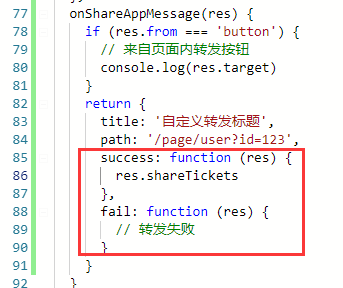 77
78 onShareAppMessage(res) {
79 if (res.from === 'button') {
80 // 来自页面内转发按钮
81 console.log(res.target)
82 }
83 return {
84 title: '自定义转发标题',
85 path: '/page/user?id=123',
86 success: function (res) {
87 res.shareTickets
88 },
89 fail: function (res) {
90 // 转发失败
91 }
92 }
}